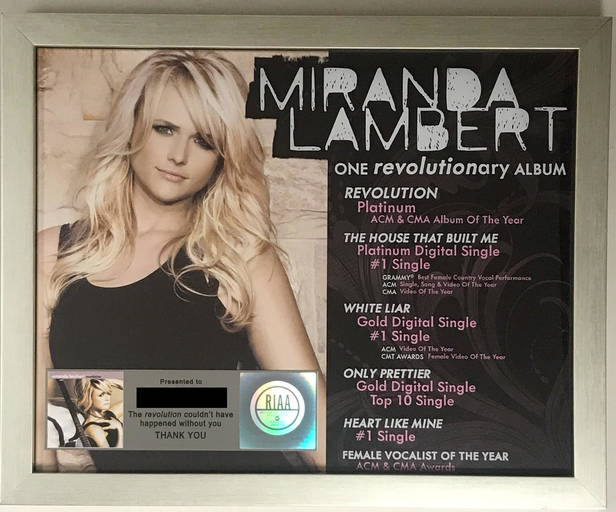 MIRANDA
LAMBERT
ONE revolutionary ALBUM
REVOLUTION
Platinum
ACM & CMA Album Of The Year
THE HOUSE THAT BUILT ME
Platinum Digital Single
#1 Single
GRAMMY® Best Female Country Vocal Performance
ACM Single, Song & Video Of The Year
CMA Video Of The Year
WHITE LIAR
Gold Digital Single
#1 Single
ACM Video Of The Year
CMT AWARDS Female Video Of The Year
ONLY PRETTIER
Gold Digital Single
Top 10 Single
HEART LIKE MINE
#1 Single
FEMALE VOCALIST OF THE YEAR
ACM & CMA Awards
Presented to
The revolution couldn't have
happened without you
THANK YOU
RIAA